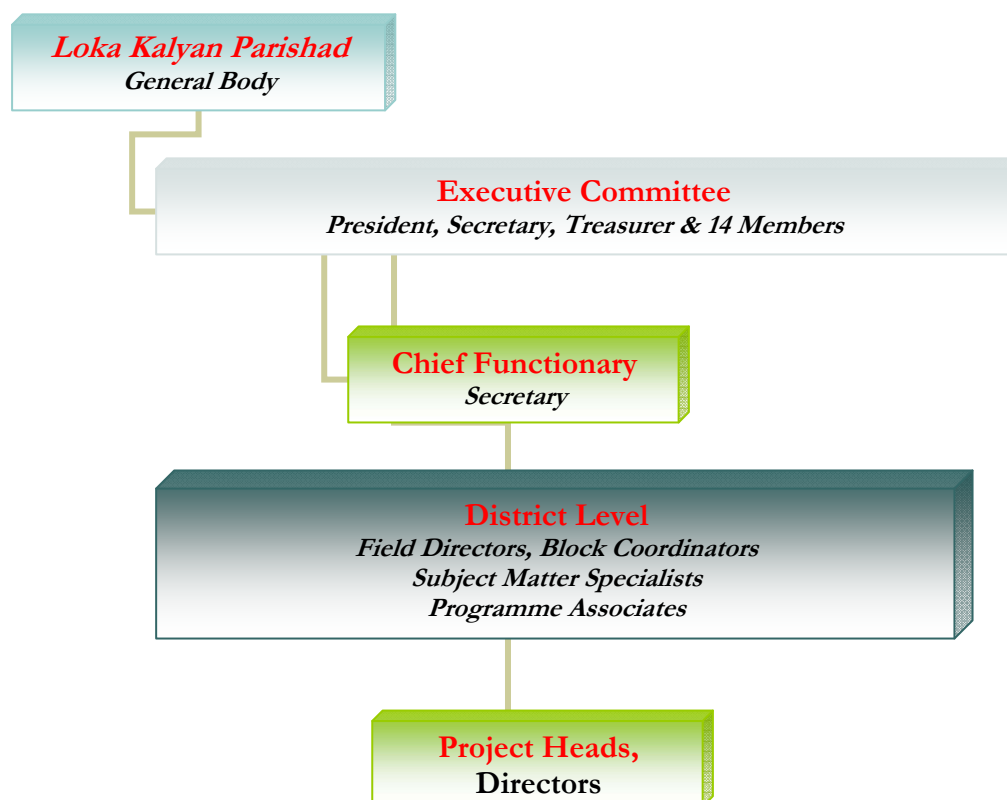 Loka Kalyan Parishad
General Body
Executive Committee
President, Secretary, Treasurer & 14 Members
Chief Functionary
Secretary
District Level
Field Directors, Block Coordinators
Subject Matter Specialists
Programme Associates
Project Heads,
Directors